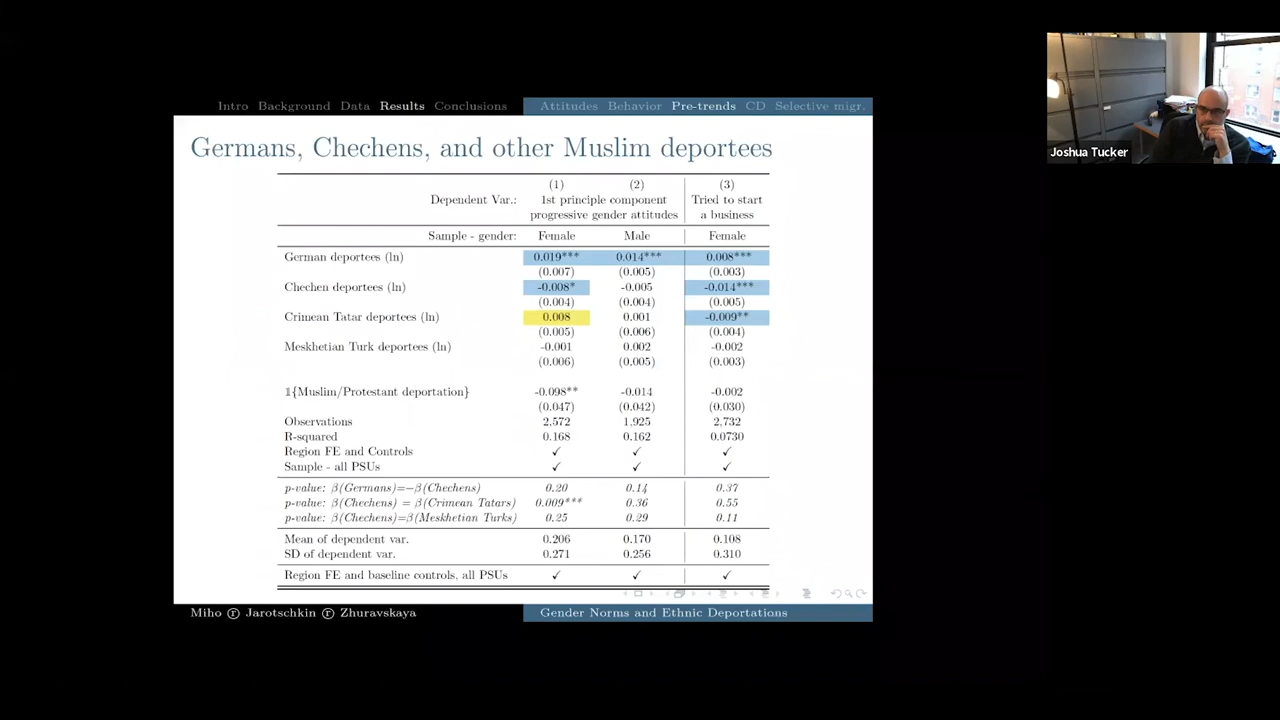 Intro Background Data Results Conclusions Attitudes Behavior Pre-trends CD Selective migr.
Germans, Chechens, and other Muslim deportees
(1) (2) (3)
Dependent Var.: 1st principle component Tried to start
progressive gender attitudes a business
Sample - gender: Female Male Female
German deportees (ln) 0.019*** 0.014*** 0.008***
(0.007) (0.005) (0.003)
Chechen deportees (ln) -0.008* -0.005 -0.014***
(0.004) (0.004) (0.005)
Crimean Tatar deportees (ln) 0.008 0.001 -0.009**
(0.005) (0.006) (0.004)
Meskhetian Turk deportees (ln) -0.001 0.002 -0.002
(0.006) (0.005) (0.003)
𝟙{Muslim/Protestant deportation} -0.098** -0.014 -0.002
(0.047) (0.042) (0.030)
Observations 2,572 1,925 2,732
R-squared 0.168 0.162 0.0730
Region FE and Controls ✓ ✓ ✓
Sample - all PSUs ✓ ✓ ✓
p-value: β(Germans)=−β(Chechens) 0.20 0.14 0.37
p-value: β(Chechens) = β(Crimean Tatars) 0.009*** 0.36 0.55
p-value: β(Chechens)=β(Meskhetian Turks) 0.25 0.29 0.11
Mean of dependent var. 0.206 0.170 0.108
SD of dependent var. 0.271 0.256 0.310
Region FE and baseline controls, all PSUs ✓ ✓ ✓
Miho ⓡ Jarotschkin ⓡ Zhuravskaya Gender Norms and Ethnic Deportations
Joshua Tucker